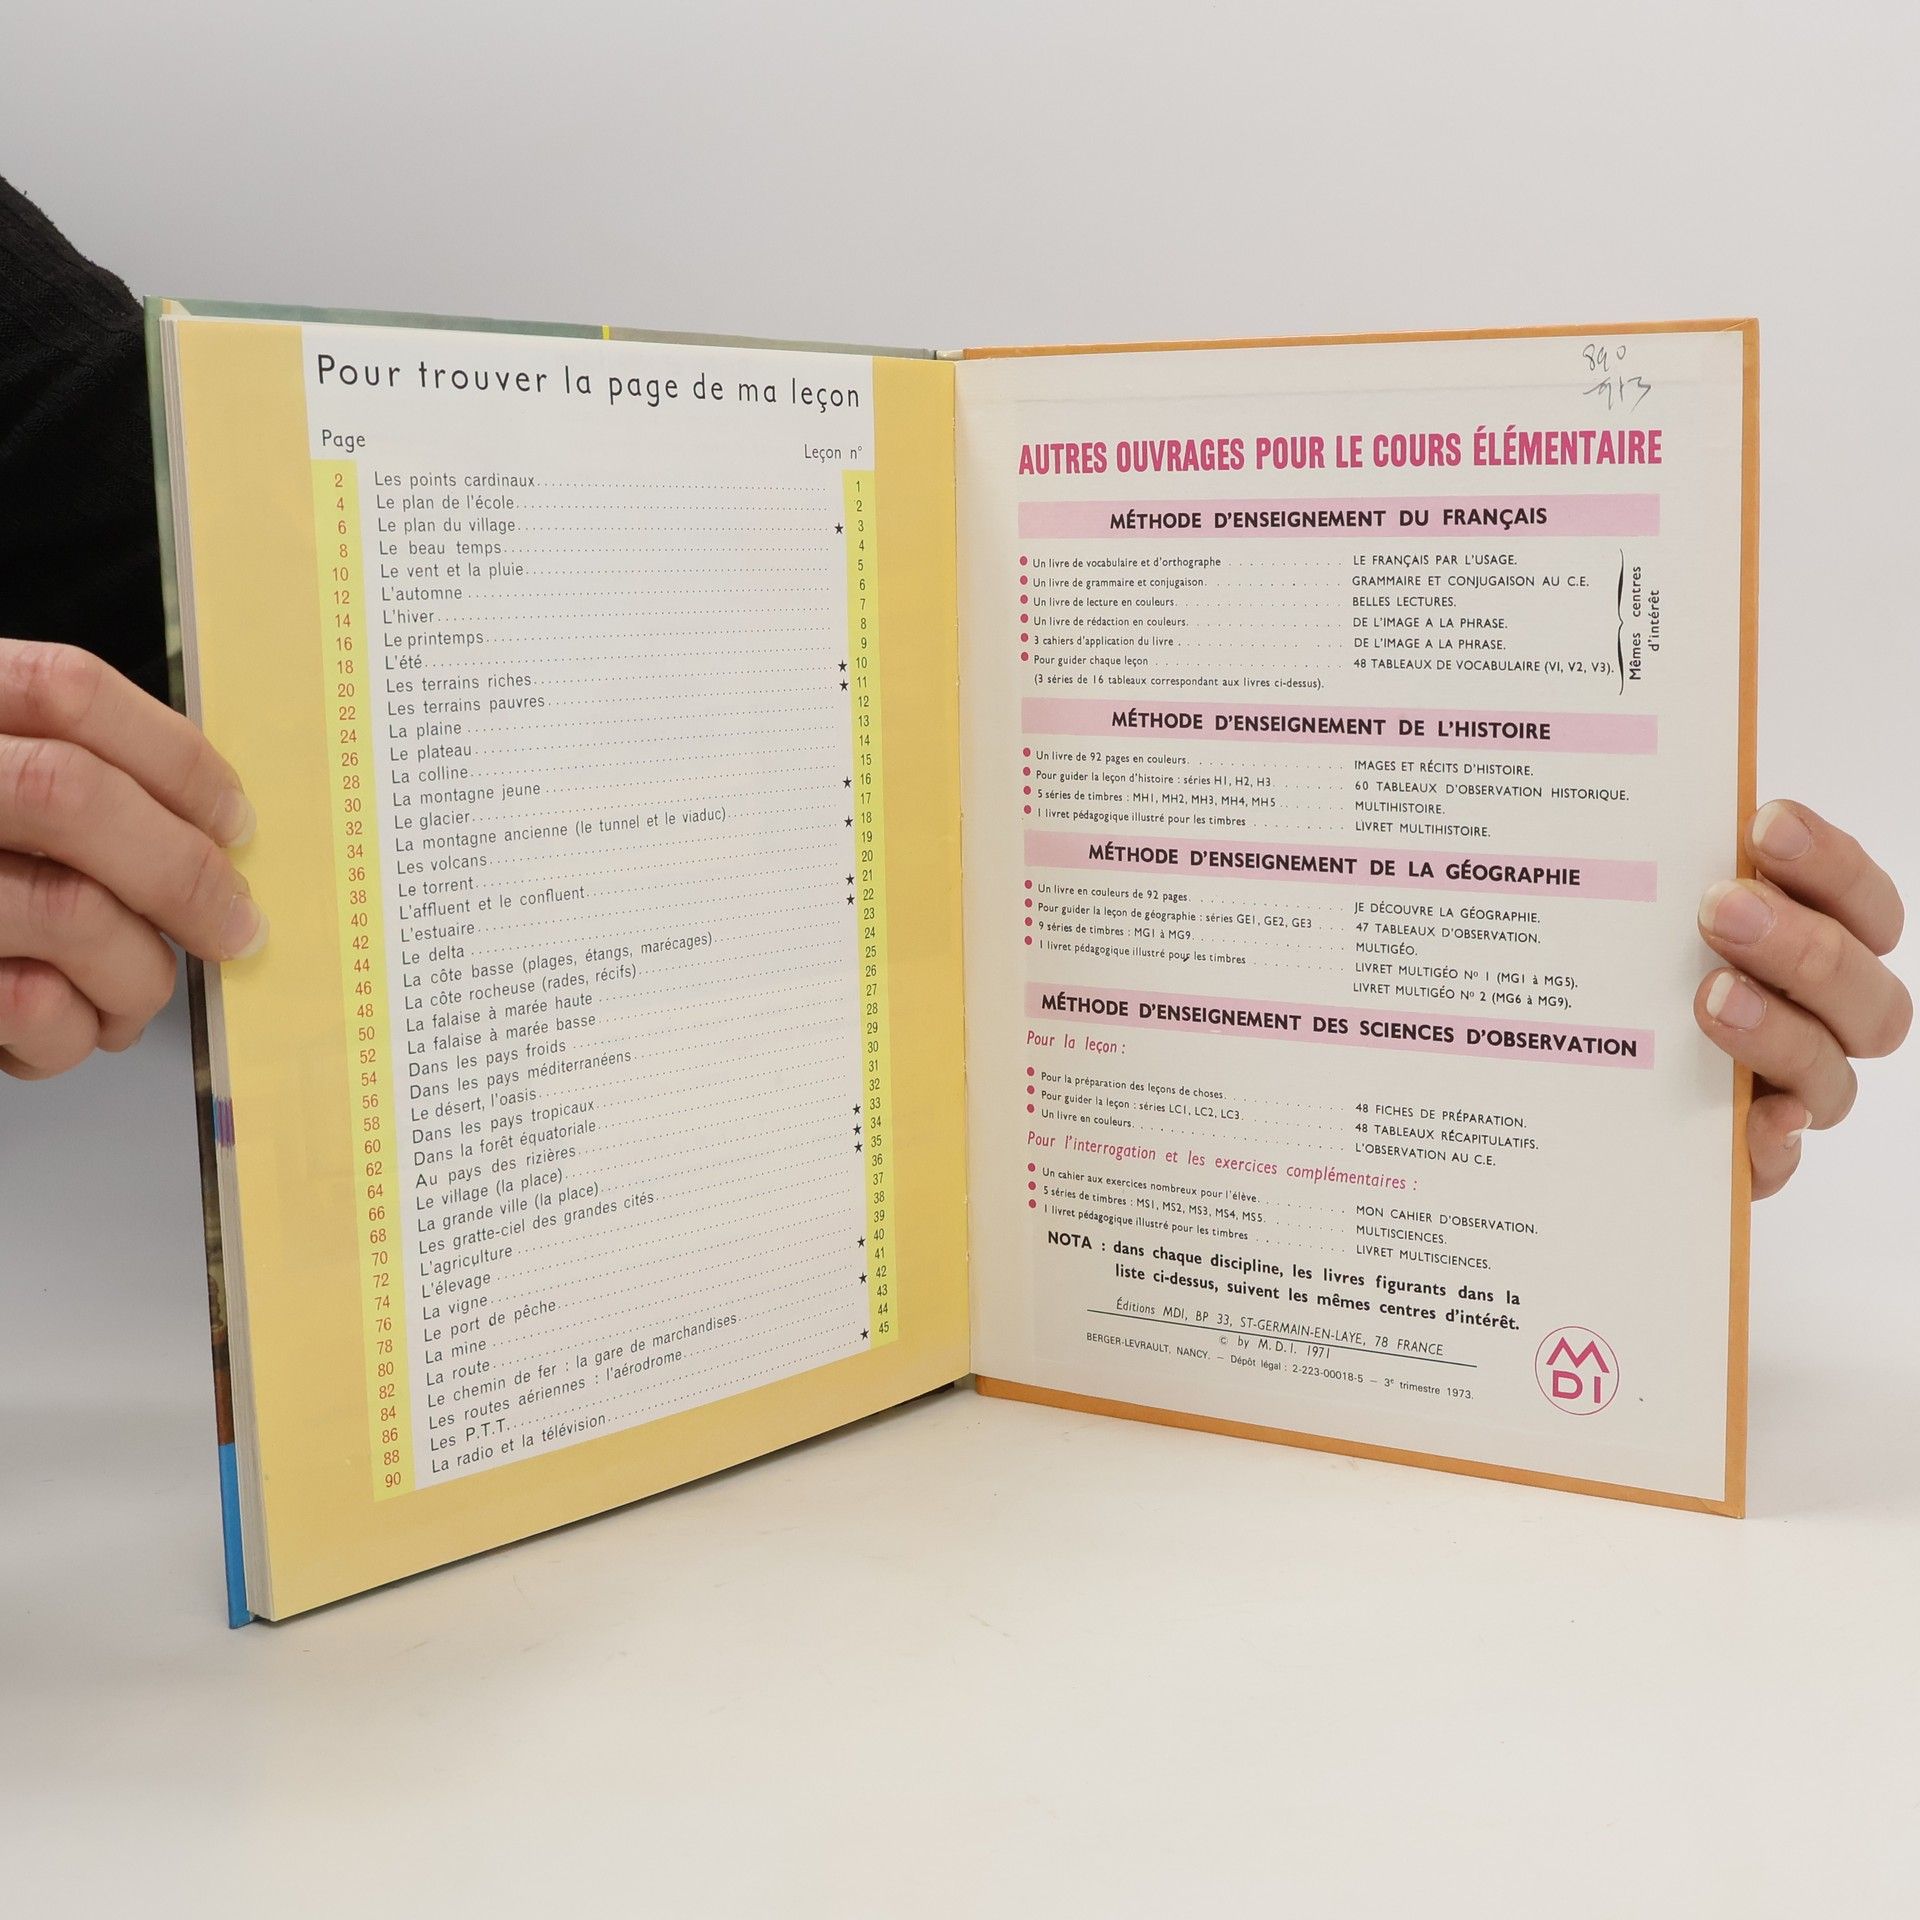 Pour trouver la page de ma leçon
Page Leçon n°
2 Les points cardinaux 1
4 Le plan de l'école 2
6 Le plan du village ★ 3
8 Le beau temps 4
10 Le vent et la pluie 5
12 L'automne 6
14 L'hiver 7
16 Le printemps 8
18 L'été 9
20 Les terrains riches ★ 10
22 Les terrains pauvres ★ 11
24 La plaine 12
26 Le plateau 13
28 La colline 14
30 La montagne jeune 15
32 Le glacier ★ 16
34 La montagne ancienne (le tunnel et le viaduc) 17
36 Les volcans ★ 18
38 Le torrent 19
40 L'affluent et le confluent 20
42 L'estuaire ★ 21
44 Le delta ★ 22
46 La côte basse (plages, étangs, marécages) 23
48 La côte rocheuse (rades, récifs) 24
50 La falaise à marée haute 25
52 La falaise à marée basse 26
54 Dans les pays froids 27
56 Dans les pays méditerranéens 28
58 Le désert, l'oasis 29
60 Dans les pays tropicaux 30
62 Dans la forêt équatoriale 31
64 Au pays des rizières 32
66 Le village (la place) ★ 33
68 La grande ville (la place) ★ 34
70 Les gratte-ciel des grandes cités ★ 35
72 L'agriculture 36
74 L'élevage 37
76 La vigne 38
78 Le port de pêche 39
80 La mine ★ 40
82 La route 41
84 Le chemin de fer : la gare de marchandises ★ 42
86 Les routes aériennes : l'aérodrome 43
88 Les P.T.T. 44
90 La radio et la télévision ★ 45
890
913
AUTRES OUVRAGES POUR LE COURS ÉLÉMENTAIRE
MÉTHODE D'ENSEIGNEMENT DU FRANÇAIS
Un livre de vocabulaire et d'orthographe LE FRANÇAIS PAR L'USAGE.
Un livre de grammaire et conjugaison. GRAMMAIRE ET CONJUGAISON AU C.E.
Un livre de lecture en couleurs. BELLES LECTURES.
Un livre de rédaction en couleurs. DE L'IMAGE A LA PHRASE.
3 cahiers d'application du livre DE L'IMAGE A LA PHRASE.
Pour guider chaque leçon 48 TABLEAUX DE VOCABULAIRE (V1, V2, V3).
(3 séries de 16 tableaux correspondant aux livres ci-dessus).
Mêmes centres
d'intérêt
MÉTHODE D'ENSEIGNEMENT DE L'HISTOIRE
Un livre de 92 pages en couleurs. IMAGES ET RÉCITS D'HISTOIRE.
Pour guider la leçon d'histoire : séries H1, H2, H3 60 TABLEAUX D'OBSERVATION HISTORIQUE.
5 séries de timbres : MH1, MH2, MH3, MH4, MH5 MULTIHISTOIRE.
1 livret pédagogique illustré pour les timbres LIVRET MULTIHISTOIRE.
MÉTHODE D'ENSEIGNEMENT DE LA GÉOGRAPHIE
Un livre en couleurs de 92 pages. JE DÉCOUVRE LA GÉOGRAPHIE.
Pour guider la leçon de géographie : séries GE1, GE2, GE3 47 TABLEAUX D'OBSERVATION.
9 séries de timbres : MG1 à MG9. MULTIGÉO.
1 livret pédagogique illustré pour les timbres LIVRET MULTIGÉO Nº 1 (MG1 à MG5).
LIVRET MULTIGÉO Nº 2 (MG6 à MG9).
MÉTHODE D'ENSEIGNEMENT DES SCIENCES D'OBSERVATION
Pour la leçon :
Pour la préparation des leçons de choses. 48 FICHES DE PRÉPARATION.
Pour guider la leçon : séries LC1, LC2, LC3. 48 TABLEAUX RÉCAPITULATIFS.
Un livre en couleurs. L'OBSERVATION AU C.E.
Pour l'interrogation et les exercices complémentaires :
Un cahier aux exercices nombreux pour l'élève. MON CAHIER D'OBSERVATION.
5 séries de timbres : MS1, MS2, MS3, MS4, MS5. MULTISCIENCES.
1 livret pédagogique illustré pour les timbres LIVRET MULTISCIENCES.
NOTA : dans chaque discipline, les livres figurants dans la
liste ci-dessus, suivent les mêmes centres d'intérêt.
Éditions MDI, BP 33, ST-GERMAIN-EN-LAYE, 78 FRANCE
© by M.D.I. 1971
BERGER-LEVRAULT, NANCY. — Dépôt légal : 2-223-00018-5 — 3e trimestre 1973.
MDI